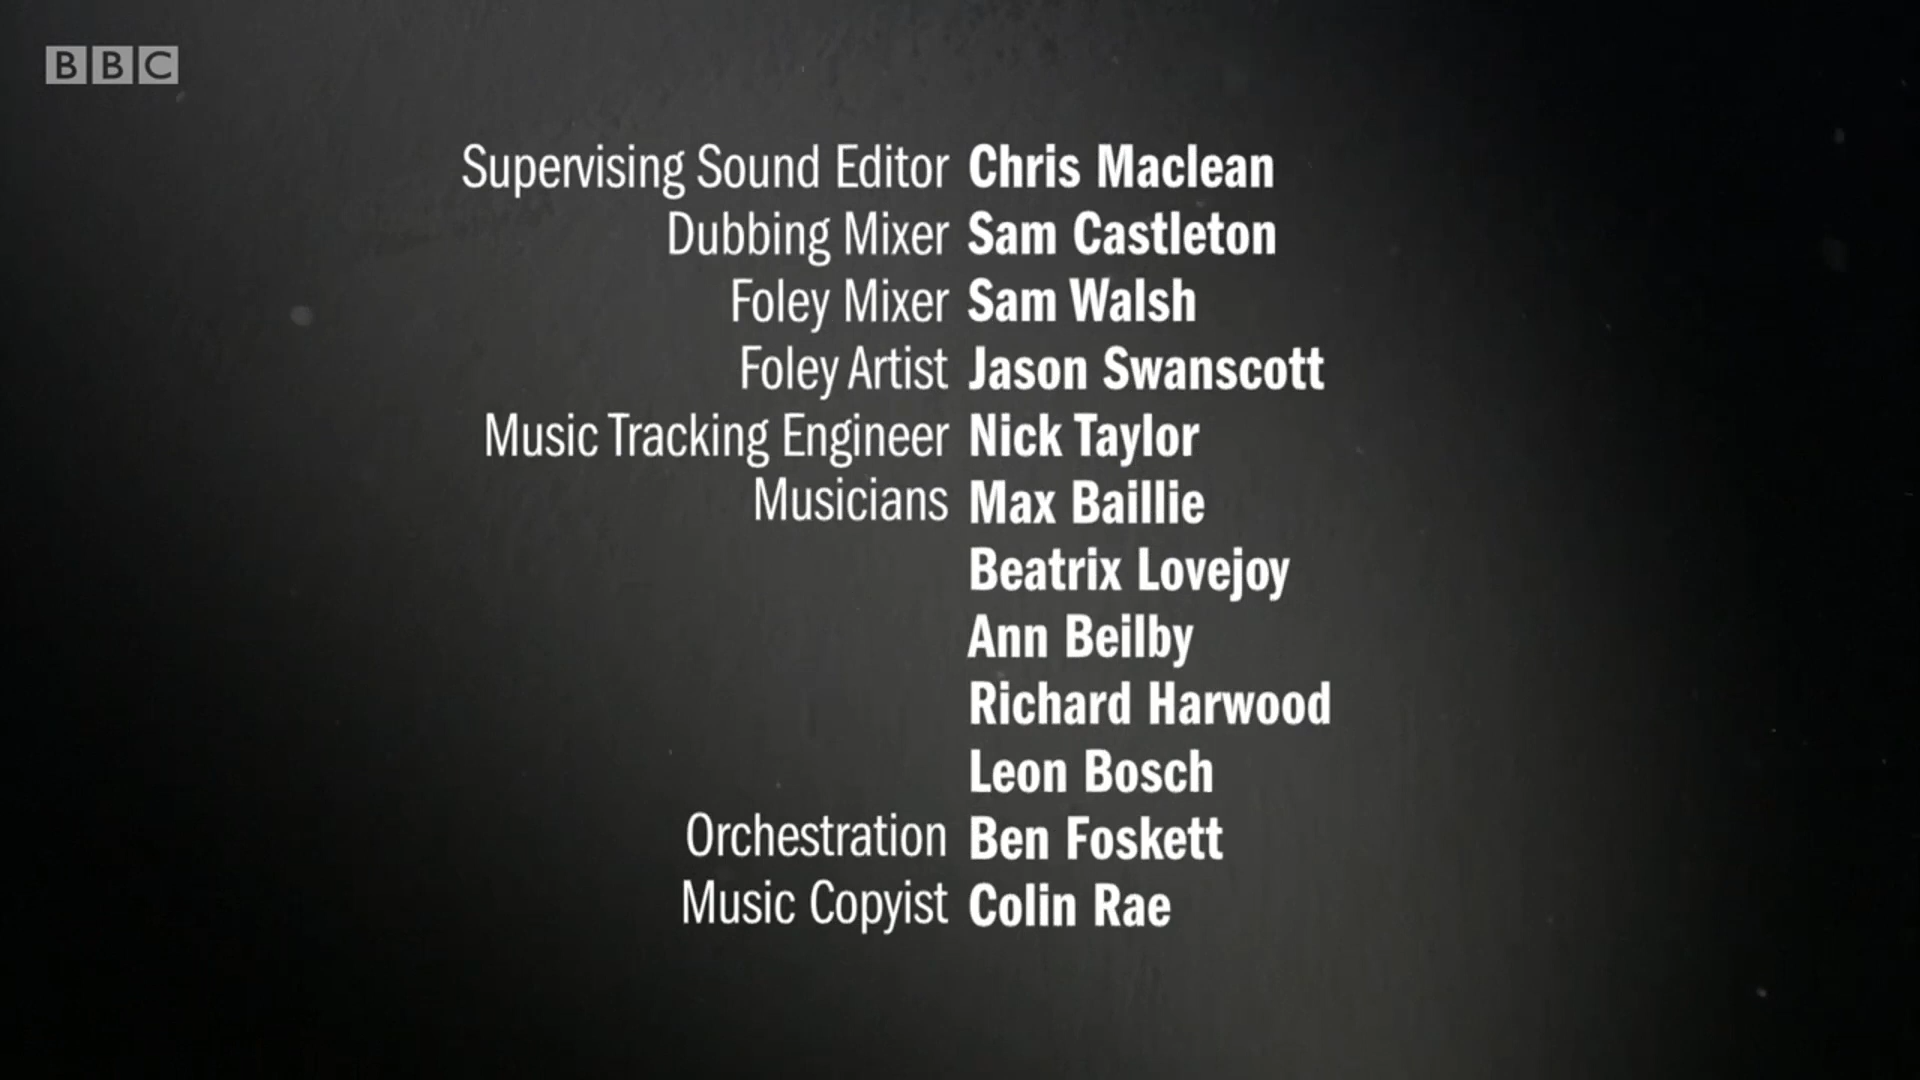 BBC
Supervising Sound Editor Chris Maclean
Dubbing Mixer Sam Castleton
Foley Mixer Sam Walsh
Foley Artist Jason Swanscott
Music Tracking Engineer Nick Taylor
Musicians Max Baillie
Beatrix Lovejoy
Ann Beilby
Richard Harwood
Leon Bosch
Orchestration Ben Foskett
Music Copyist Colin Rae